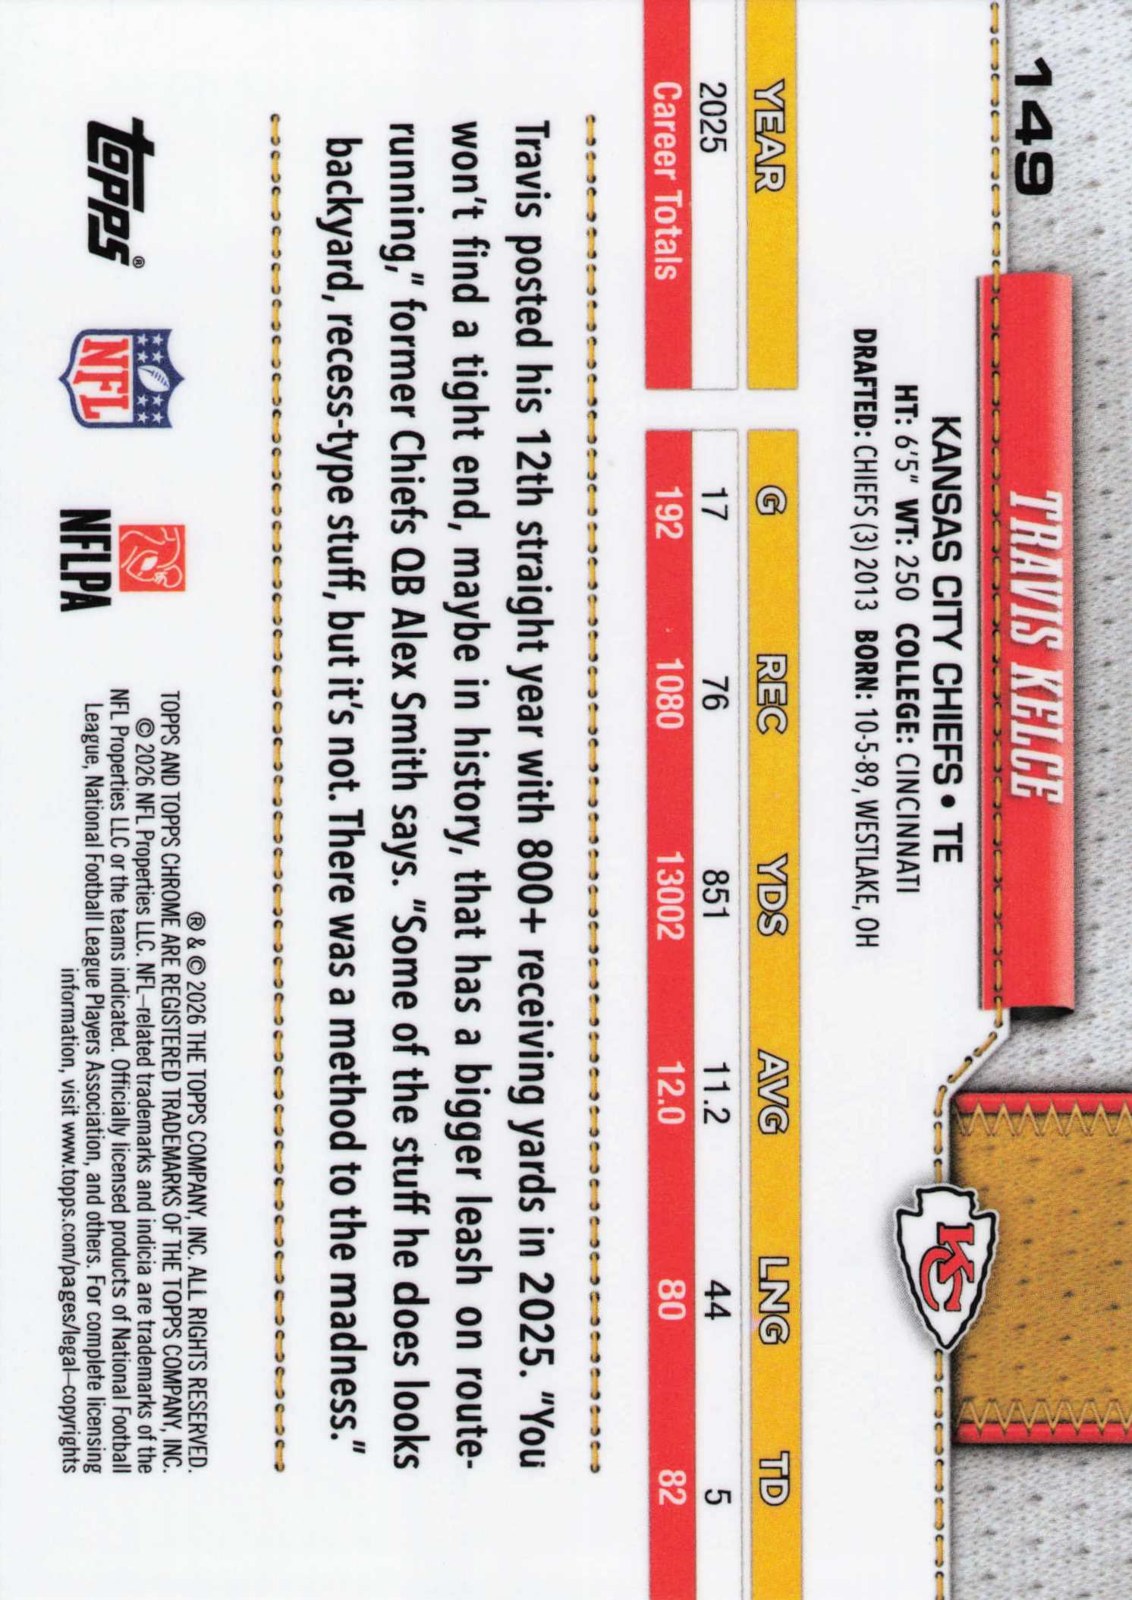 149
TRAVIS KELCE
KANSAS CITY CHIEFS • TE
HT: 6'5" WT: 250 COLLEGE: CINCINNATI
DRAFTED: CHIEFS (3) 2013 BORN: 10-5-89, WESTLAKE, OH
KC
YEAR G REC YDS AVG LNG TD
2025 17 76 851 11.2 44 5
Career Totals 192 1080 13002 12.0 80 82
Travis posted his 12th straight year with 800+ receiving yards in 2025. "You
won't find a tight end, maybe in history, that has a bigger leash on route-
running," former Chiefs QB Alex Smith says. "Some of the stuff he does looks
backyard, recess-type stuff, but it's not. There was a method to the madness."
topps®
NFL
NFLPA
® & © 2026 THE TOPPS COMPANY, INC. ALL RIGHTS RESERVED.
TOPPS AND TOPPS CHROME ARE REGISTERED TRADEMARKS OF THE TOPPS COMPANY, INC.
© 2026 NFL Properties LLC. NFL-related trademarks and indicia are trademarks of the
NFL Properties LLC or the teams indicated. Officially licensed products of National Football
League, National Football League Players Association, and others. For complete licensing
information, visit www.topps.com/pages/legal-copyrights